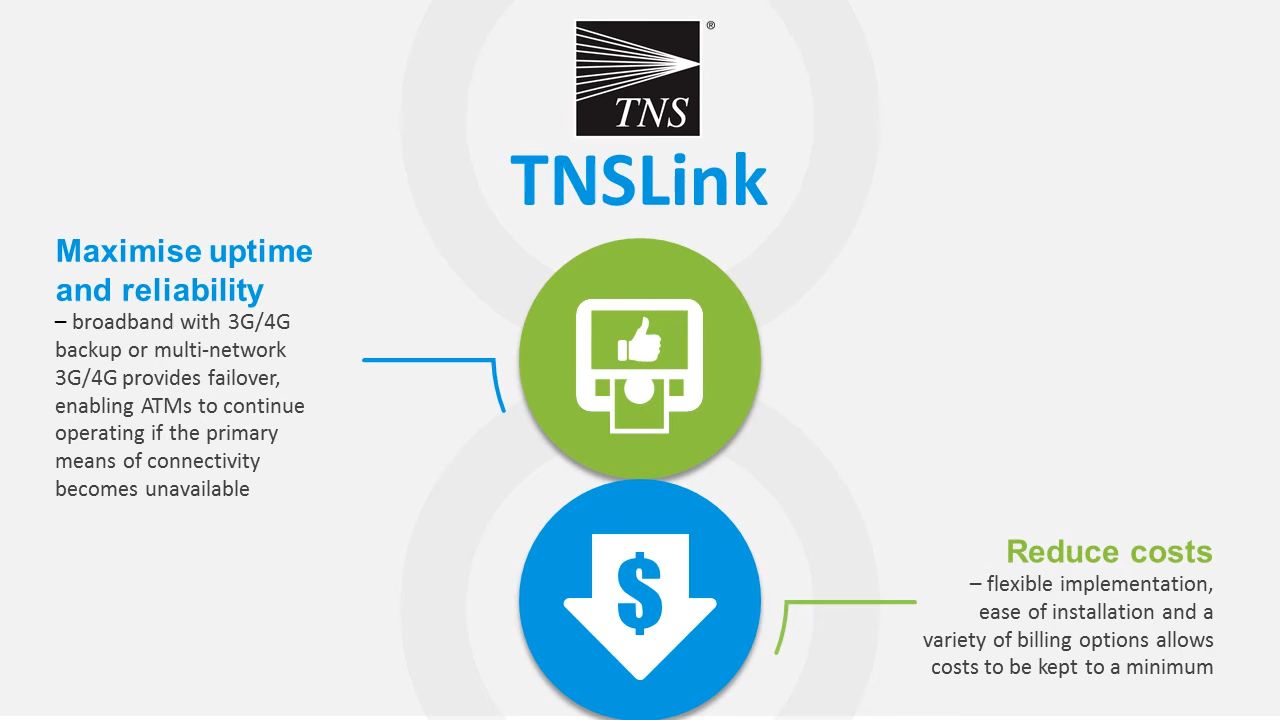 ®
TNS
TNSLink
Maximise uptime
and reliability
– broadband with 3G/4G
backup or multi-network
3G/4G provides failover,
enabling ATMs to continue
operating if the primary
means of connectivity
becomes unavailable
$
Reduce costs
– flexible implementation,
ease of installation and a
variety of billing options allows
costs to be kept to a minimum